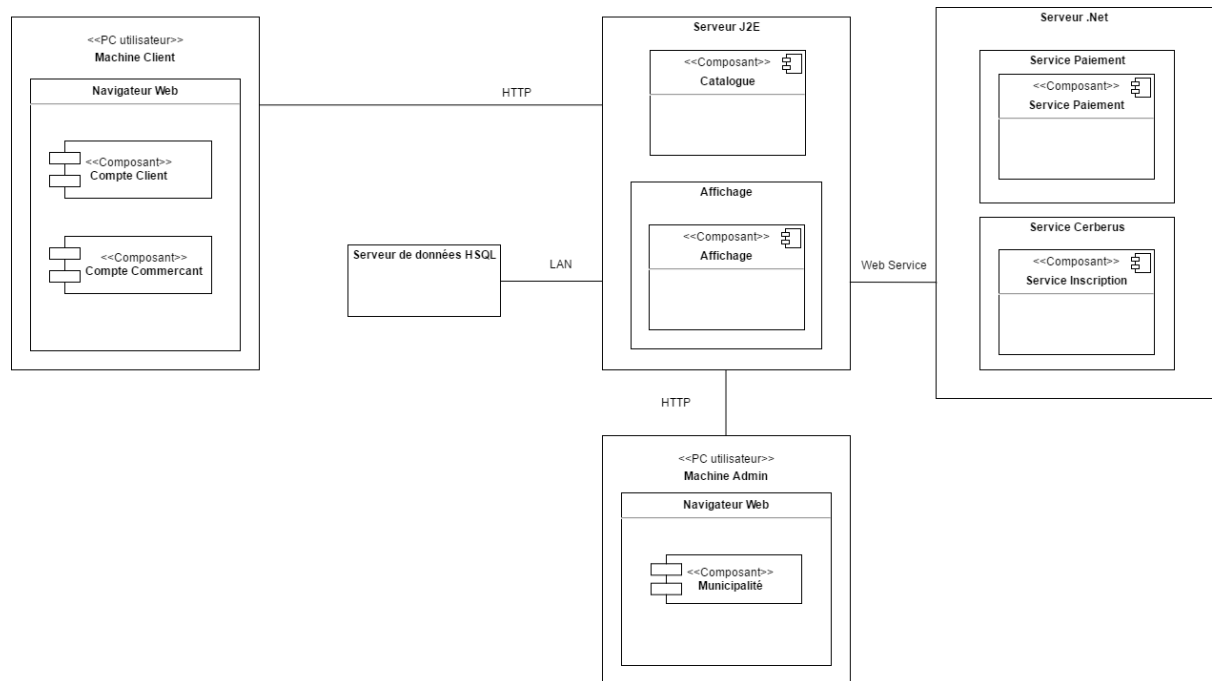 <<PC utilisateur>>
Machine Client
Navigateur Web
<<Composant>>
Compte Client
<<Composant>>
Compte Commercant
HTTP
Serveur de données HSQL
LAN
Serveur J2E
<<Composant>>
Catalogue
Affichage
<<Composant>>
Affichage
Web Service
Serveur .Net
Service Paiement
<<Composant>>
Service Paiement
Service Cerberus
<<Composant>>
Service Inscription
HTTP
<<PC utilisateur>>
Machine Admin
Navigateur Web
<<Composant>>
Municipalité